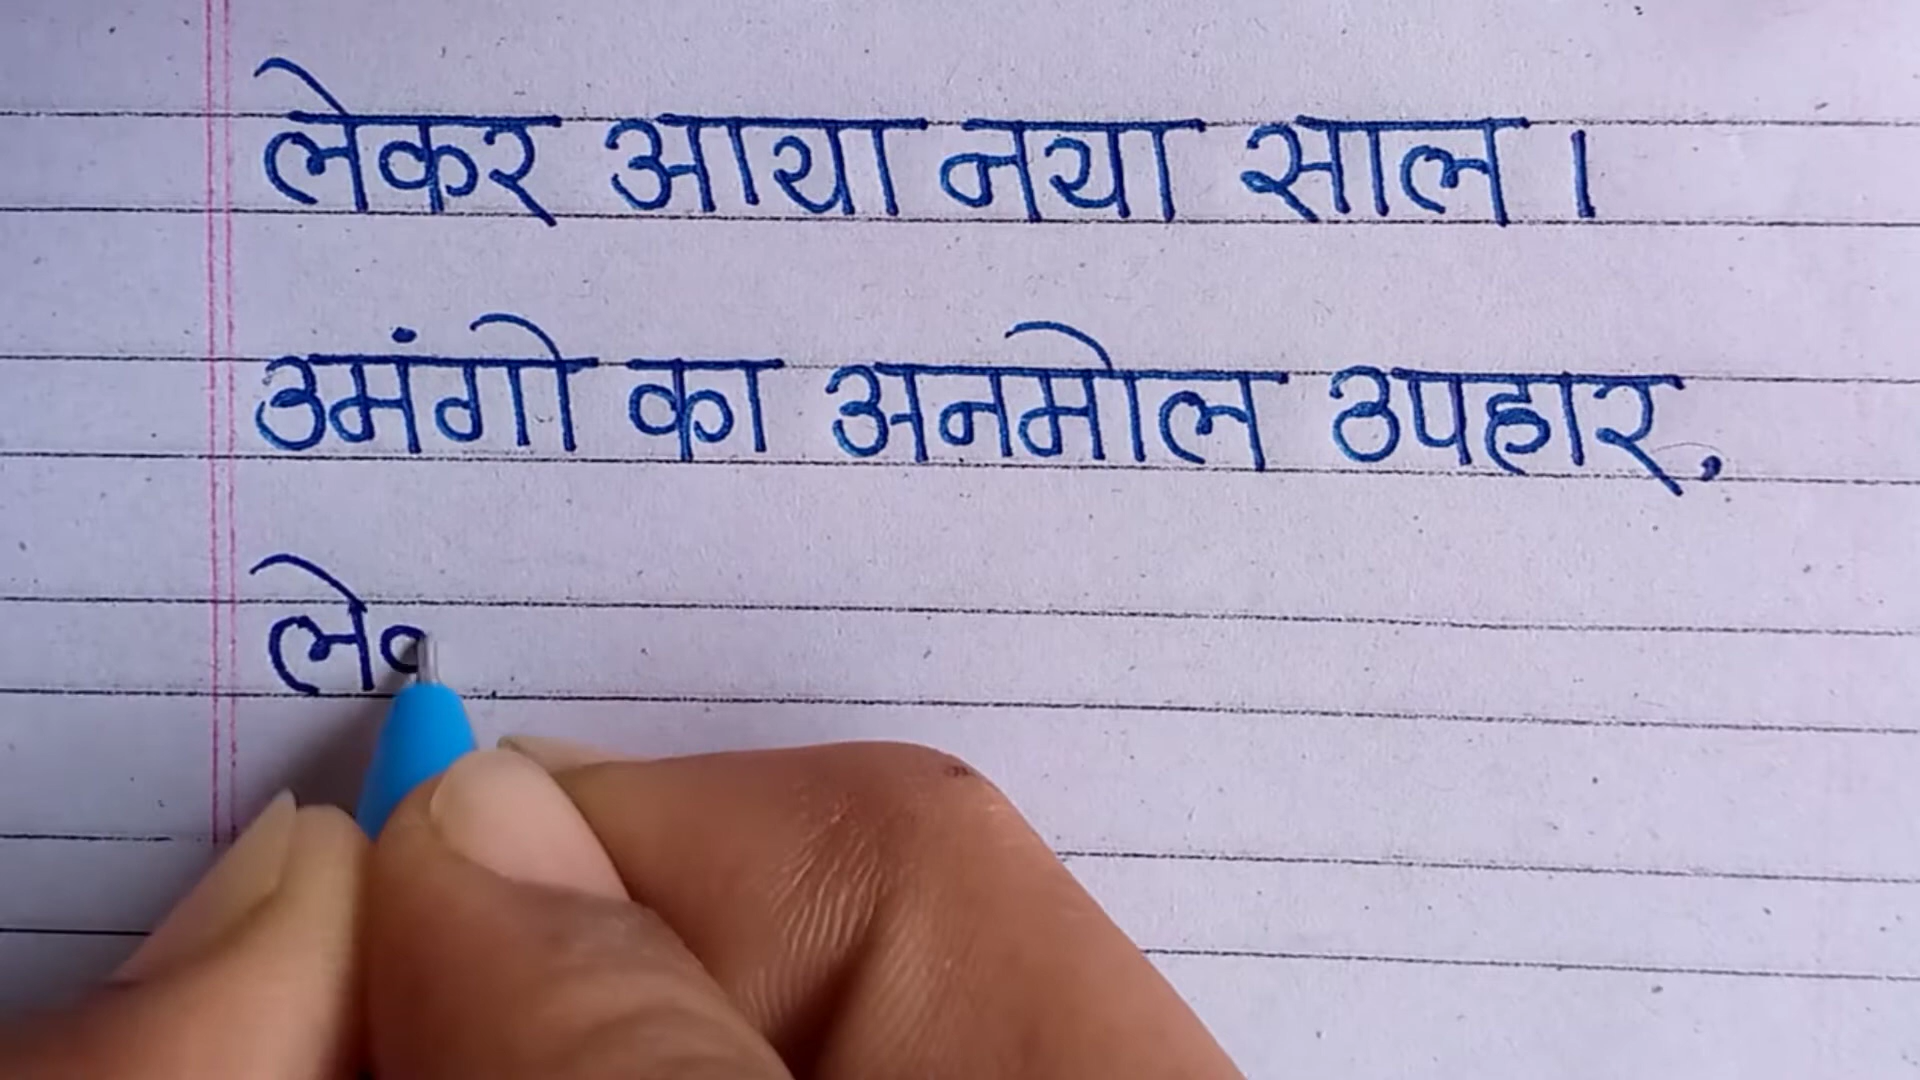 लेकर आया नया साल ।
उमंगो का अनमोल उपहार,
ले